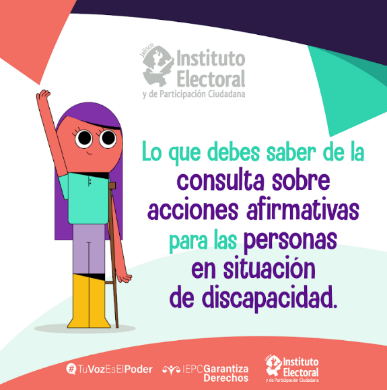 Jalisco
Instituto
Electoral
y de Participación Ciudadana
Lo que debes saber de la
consulta sobre
acciones afirmativas
para las personas
en situación
de discapacidad.
#TuVozEsElPoder
IEPCGarantiza
Derechos
Instituto
Electoral
y de Participación Ciudadana